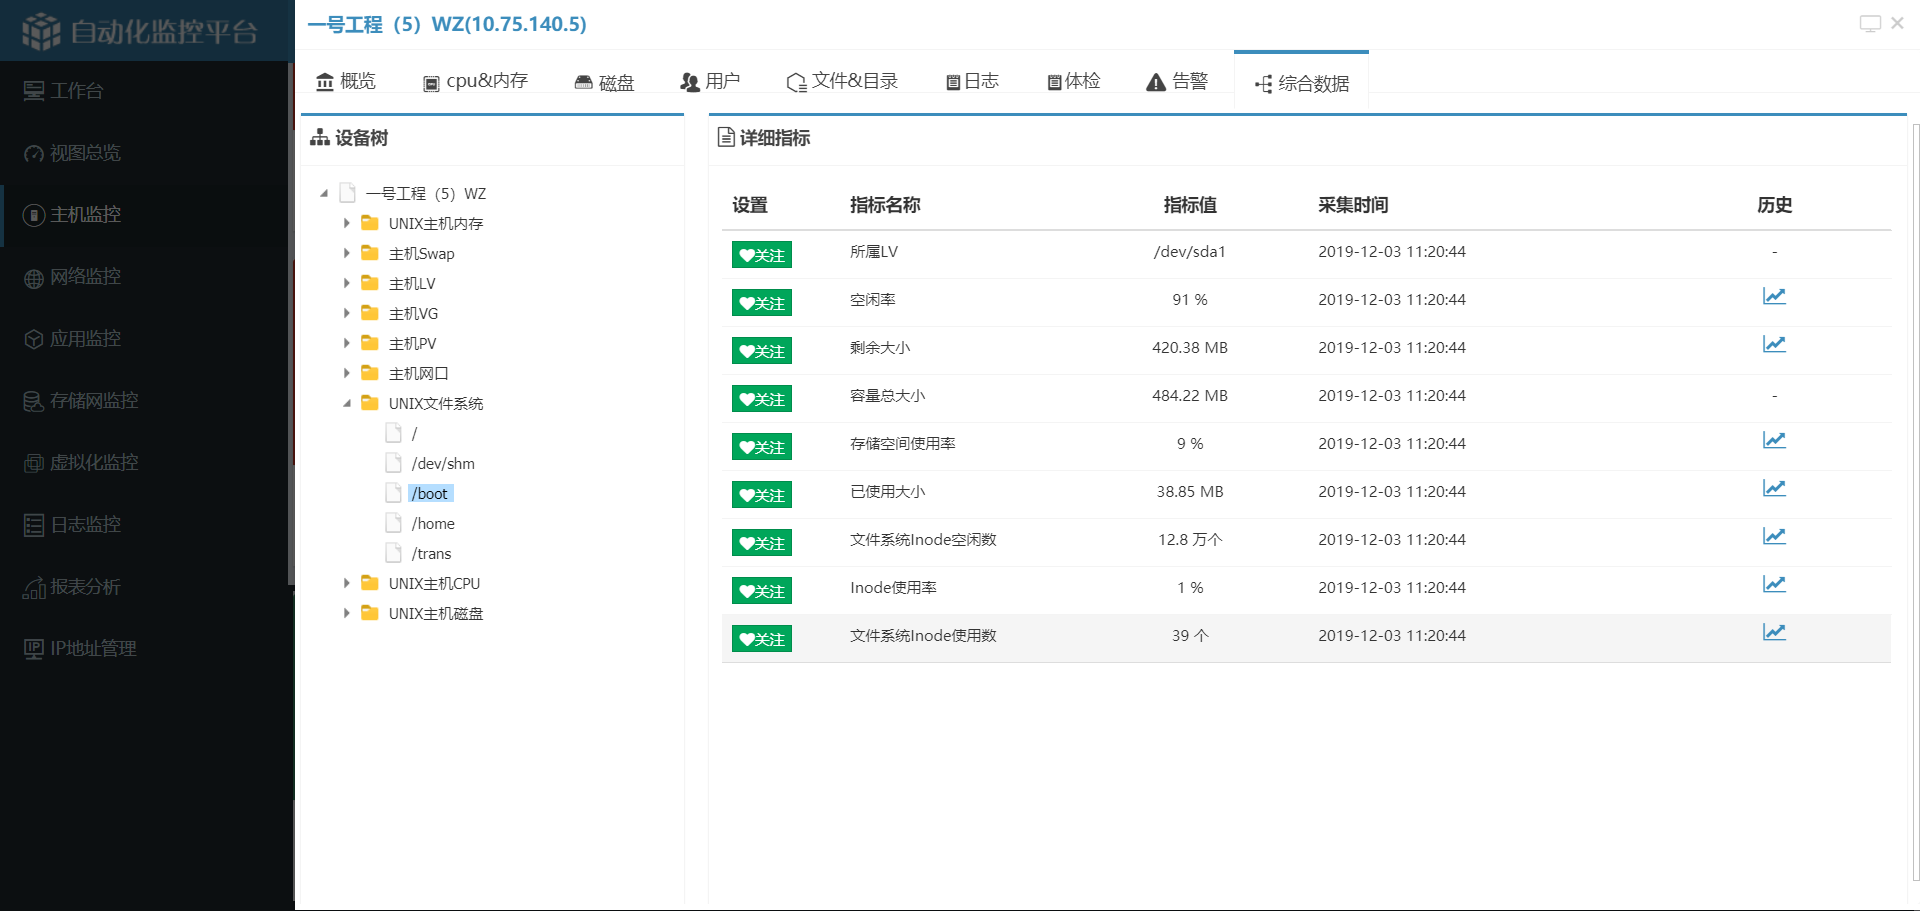 自动化监控平台
工作台
视图总览
主机监控
网络监控
应用监控
存储网监控
虚拟化监控
日志监控
报表分析
IP地址管理
一号工程（5）WZ(10.75.140.5)
概览 cpu&内存 磁盘 用户 文件&目录 日志 体检 告警 综合数据
设备树
一号工程（5）WZ
UNIX主机内存
主机Swap
主机LV
主机VG
主机PV
主机网口
UNIX文件系统
/
/dev/shm
/boot
/home
/trans
UNIX主机CPU
UNIX主机磁盘
详细指标
设置 指标名称 指标值 采集时间 历史
关注 所属LV /dev/sda1 2019-12-03 11:20:44 -
关注 空闲率 91 % 2019-12-03 11:20:44
关注 剩余大小 420.38 MB 2019-12-03 11:20:44
关注 容量总大小 484.22 MB 2019-12-03 11:20:44 -
关注 存储空间使用率 9 % 2019-12-03 11:20:44
关注 已使用大小 38.85 MB 2019-12-03 11:20:44
关注 文件系统Inode空闲数 12.8 万个 2019-12-03 11:20:44
关注 Inode使用率 1 % 2019-12-03 11:20:44
关注 文件系统Inode使用数 39 个 2019-12-03 11:20:44